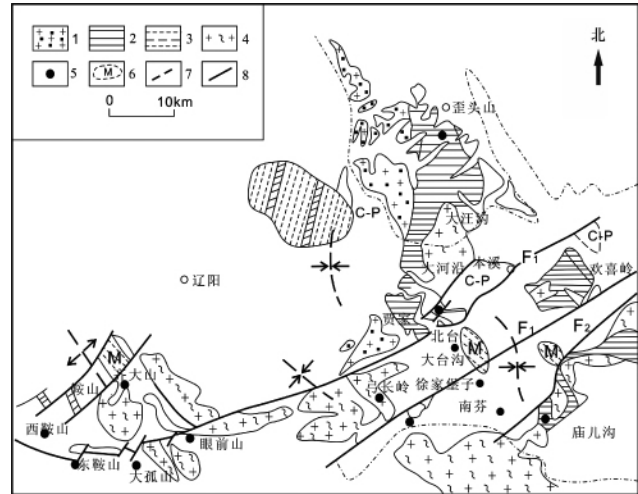 1 2 3 4
5 M 6 7 8
0 10km
北
歪头山
C-P
大汪沟
C-P
F1
大河沿
本溪
欢喜岭
C-P
辽阳
贾家
F1
F2
北台
M
M
大台沟
M
大山
鞍山
弓长岭
徐家堡子
南芬
西鞍山
眼前山
庙儿沟
东鞍山
大孤山